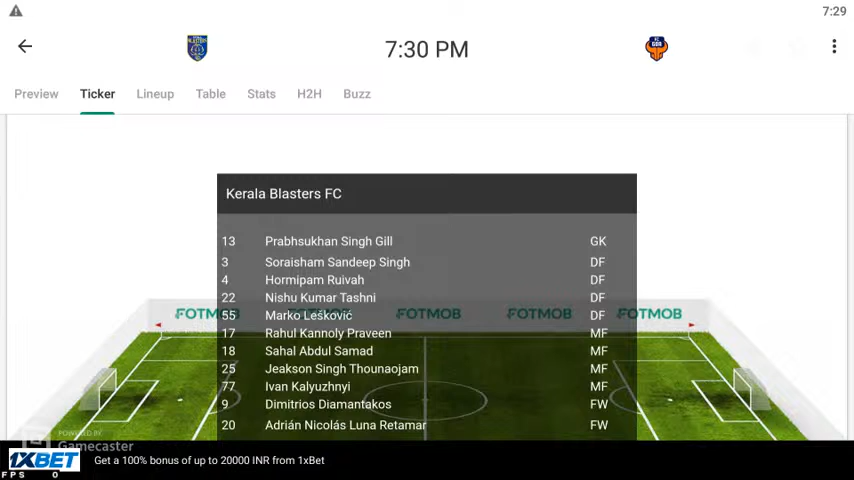 7:29
7:30 PM
Preview Ticker Lineup Table Stats H2H Buzz
Kerala Blasters FC
13 Prabhsukhan Singh Gill GK
3 Soraisham Sandeep Singh DF
4 Hormipam Ruivah DF
22 Nishu Kumar Tashni DF
FOTMOB FOTMOB FOTMOB FOTMOB
55 Marko Lešković DF
17 Rahul Kannoly Praveen MF
18 Sahal Abdul Samad MF
25 Jeakson Singh Thounaojam MF
77 Ivan Kalyuzhnyi MF
9 Dimitrios Diamantakos FW
20 Adrián Nicolás Luna Retamar FW
POWERED BY
Gamecaster
1XBET Get a 100% bonus of up to 20000 INR from 1xBet
FPS 0